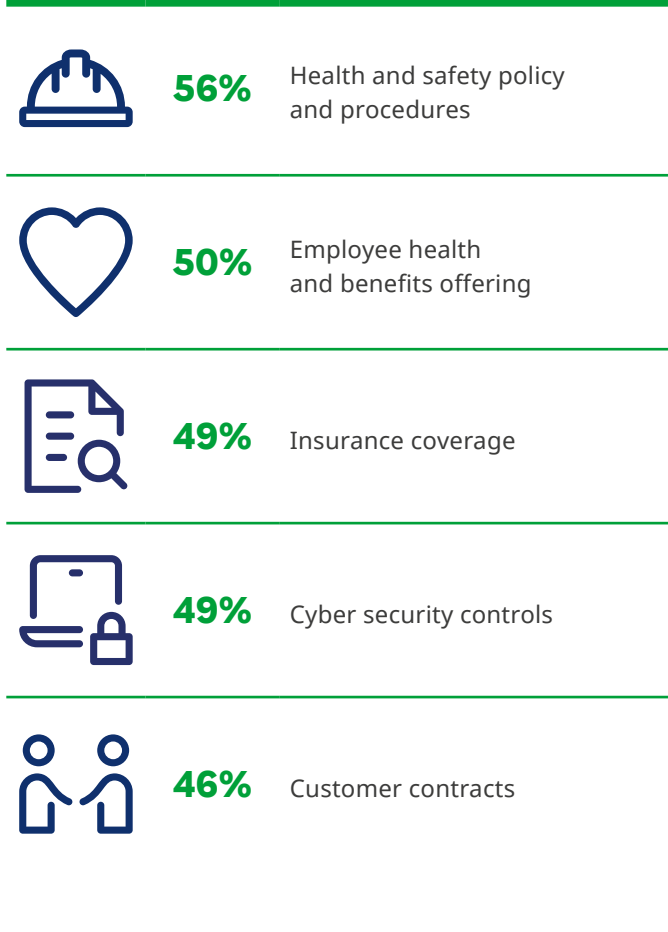 56%
Health and safety policy
and procedures
50%
Employee health
and benefits offering
49%
Insurance coverage
49%
Cyber security controls
46%
Customer contracts